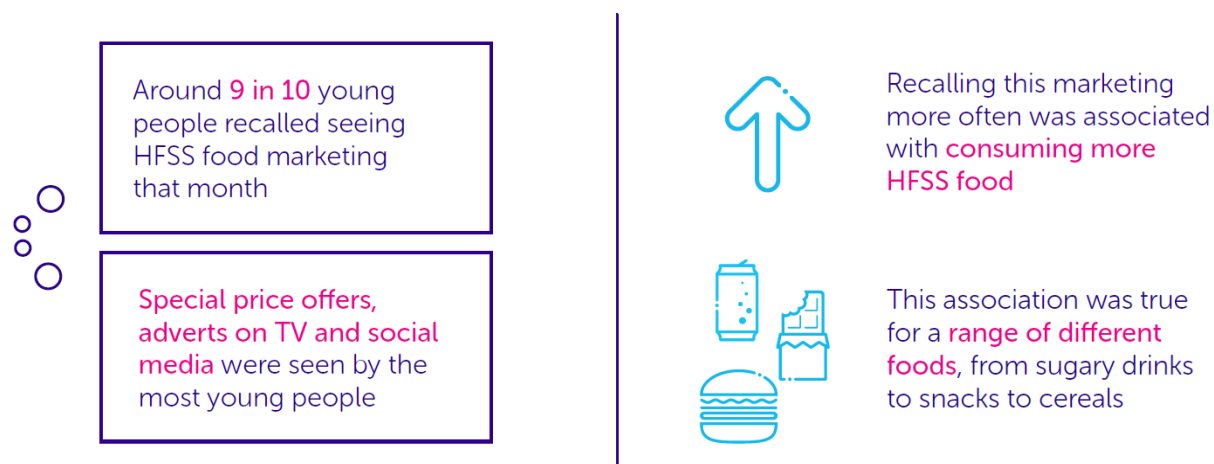 Around 9 in 10 young
people recalled seeing
HFSS food marketing
that month
Special price offers,
adverts on TV and social
media were seen by the
most young people
Recalling this marketing
more often was associated
with consuming more
HFSS food
This association was true
for a range of different
foods, from sugary drinks
to snacks to cereals